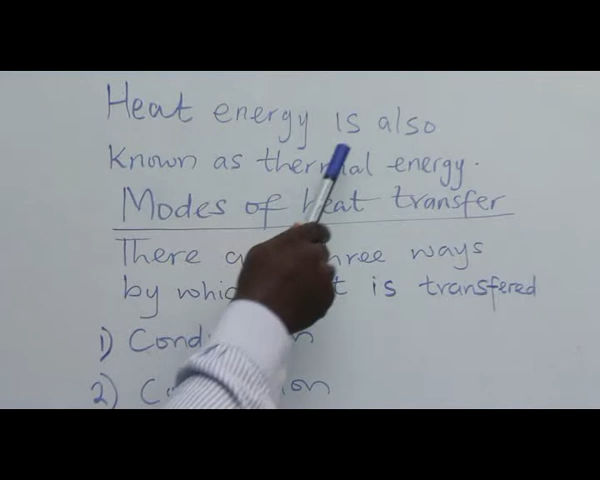 Heat energy is also
Known as thermal energy.
Modes of heat transfer
There three ways
by is transfered
1)
2)